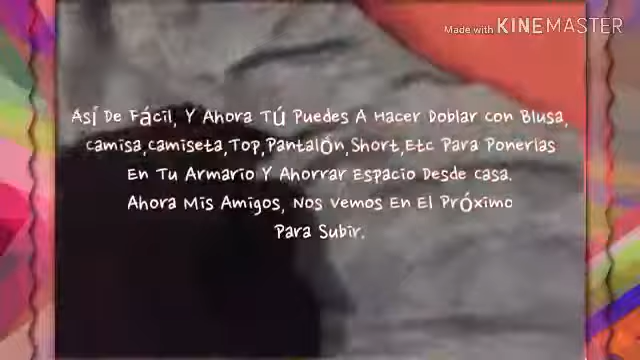 Made with KINEMASTER
Así De Fácil, Y Ahora Tú Puedes A Hacer Doblar con Blusa,
camisa,camiseta,Top,Pantalón,Short,Etc Para Ponerlas
En Tu Armario Y Ahorrar Espacio Desde casa.
Ahora Mis Amigos, Nos vemos En El Próximo
Para Subir.